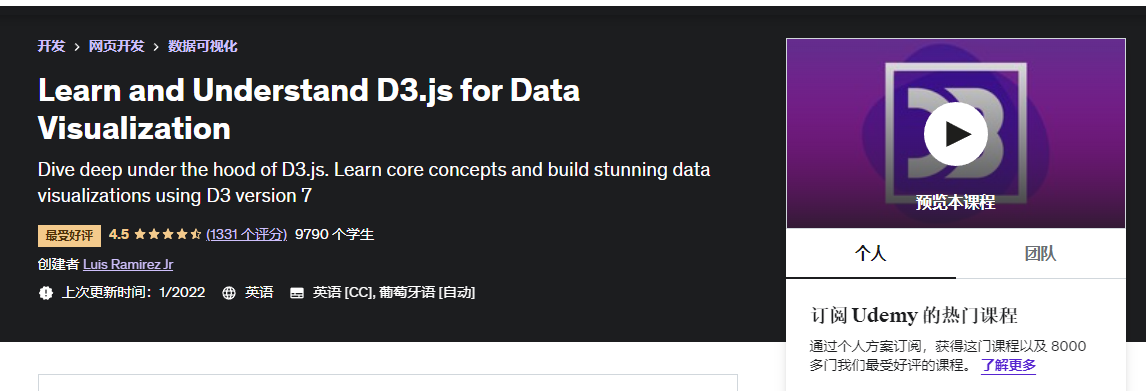 开发 > 网页开发 > 数据可视化
Learn and Understand D3.js for Data
Visualization
Dive deep under the hood of D3.js. Learn core concepts and build stunning data
visualizations using D3 version 7
最受好评 4.5 (1331 个评分) 9790 个学生
创建者 Luis Ramirez Jr
上次更新时间：1/2022 英语 英语 [CC], 葡萄牙语 [自动]
D3
预览本课程
个人 团队
订阅 Udemy 的热门课程
通过个人方案订阅，获得这门课程以及 8000
多门我们最受好评的课程。 了解更多